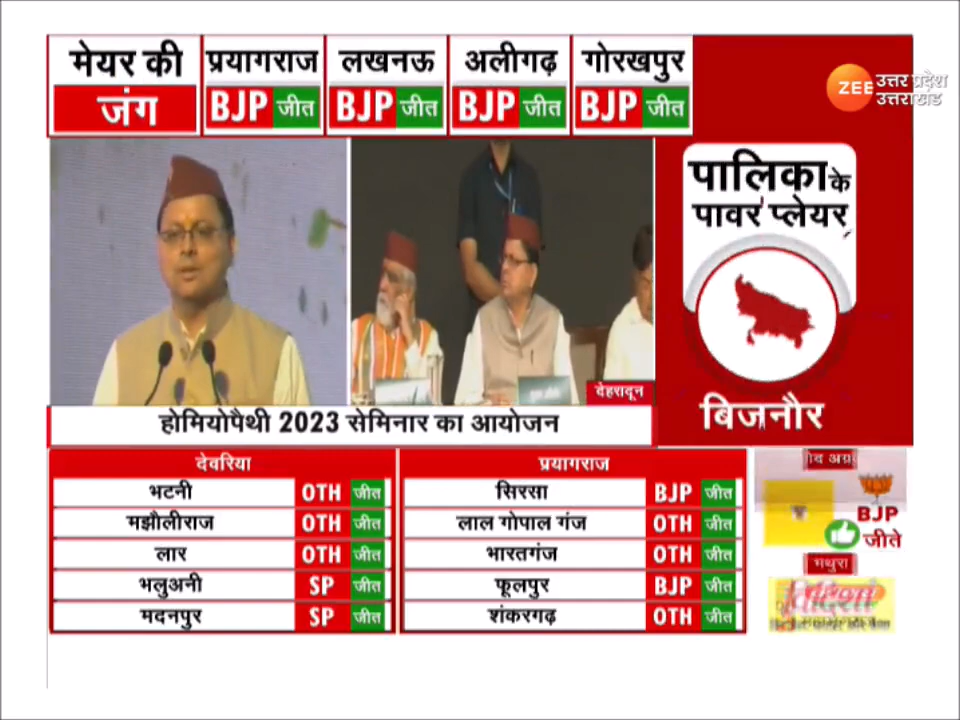 मेयर की
जंग
प्रयागराज
BJP जीत
लखनऊ
BJP जीत
अलीगढ़
BJP जीत
गोरखपुर
BJP जीत
ZEE उत्तर प्रदेश
उत्तराखंड
पालिका के
पावर प्लेयर
बिजनौर
देहरादून
होमियोपैथी 2023 सेमिनार का आयोजन
देवरिया
भटनी OTH जीत
मझौलीराज OTH जीत
लार OTH जीत
भलुअनी SP जीत
मदनपुर SP जीत
प्रयागराज
सिरसा BJP जीत
लाल गोपाल गंज OTH जीत
भारतगंज OTH जीत
फूलपुर BJP जीत
शंकरगढ़ OTH जीत
BJP
जीते
मथुरा